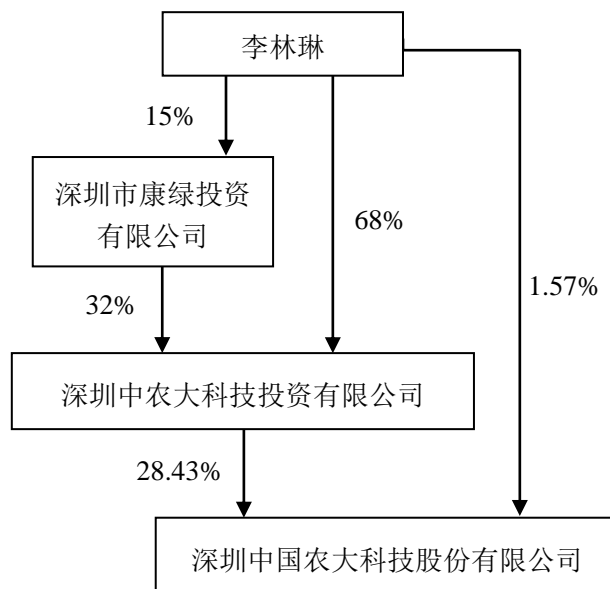 李林琳
15%
深圳市康绿投资
有限公司
68%
1.57%
32%
深圳中农大科技投资有限公司
28.43%
深圳中国农大科技股份有限公司